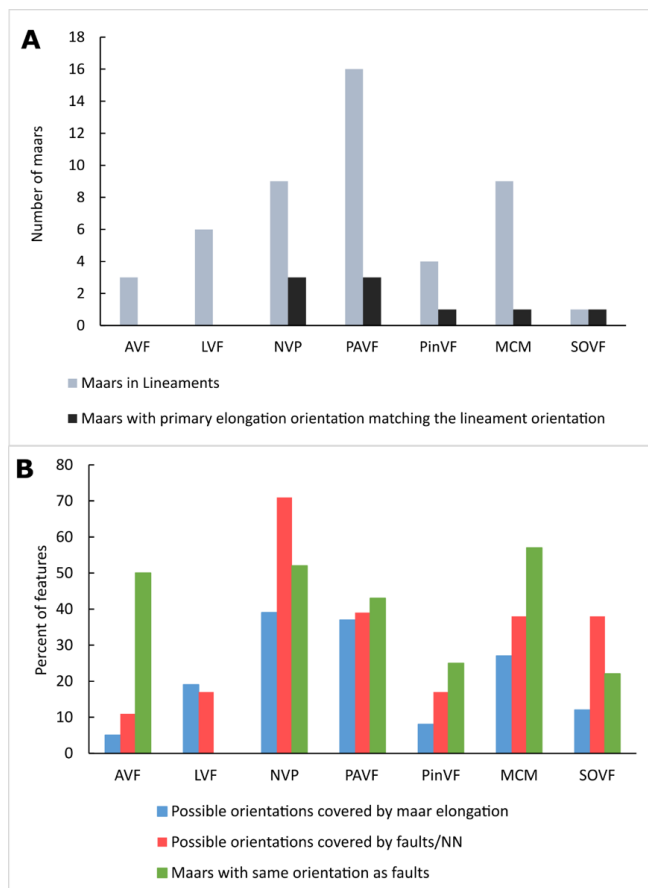 A
18
16
14
12
10
8
6
4
2
0
Number of maars
AVF LVF NVP PAVF PinVF MCM SOVF
Maars in Lineaments
Maars with primary elongation orientation matching the lineament orientation
B
80
70
60
50
40
30
20
10
0
Percent of features
AVF LVF NVP PAVF PinVF MCM SOVF
Possible orientations covered by maar elongation
Possible orientations covered by faults/NN
Maars with same orientation as faults